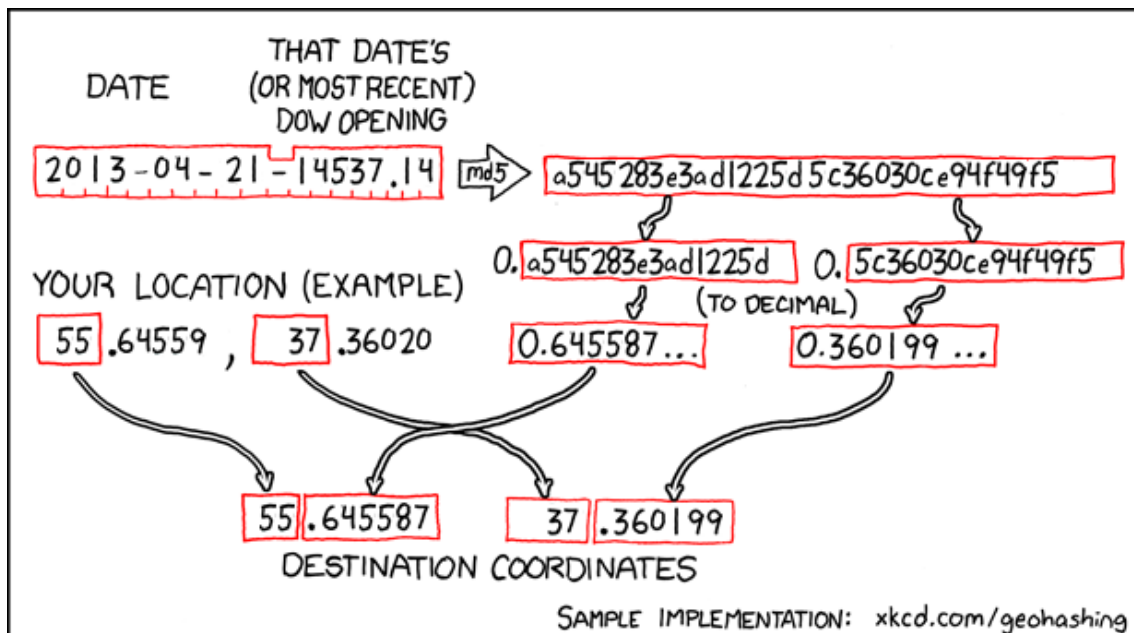 DATE
THAT DATE'S
(OR MOST RECENT)
DOW OPENING
2013-04-21-14537.14
md5
a545283e3ad1225d5c36030ce94f49f5
0.a545283e3ad1225d
0.5c36030ce94f49f5
YOUR LOCATION (EXAMPLE)
(TO DECIMAL)
55.64559, 37.36020
0.645587...
0.360199...
55.645587
37.360199
DESTINATION COORDINATES
SAMPLE IMPLEMENTATION: xkcd.com/geohashing